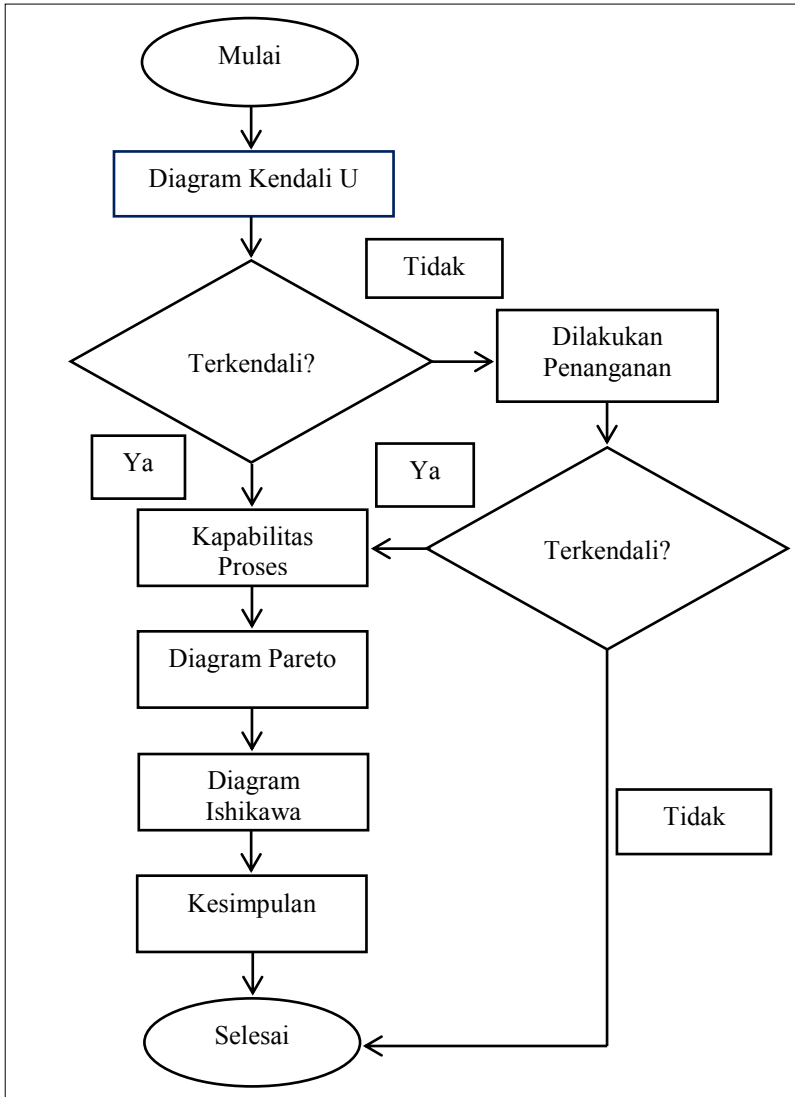 Mulai
Diagram Kendali U
Tidak
Terkendali?
Dilakukan
Penanganan
Ya
Ya
Kapabilitas
Proses
Terkendali?
Diagram Pareto
Diagram
Ishikawa
Tidak
Kesimpulan
Selesai